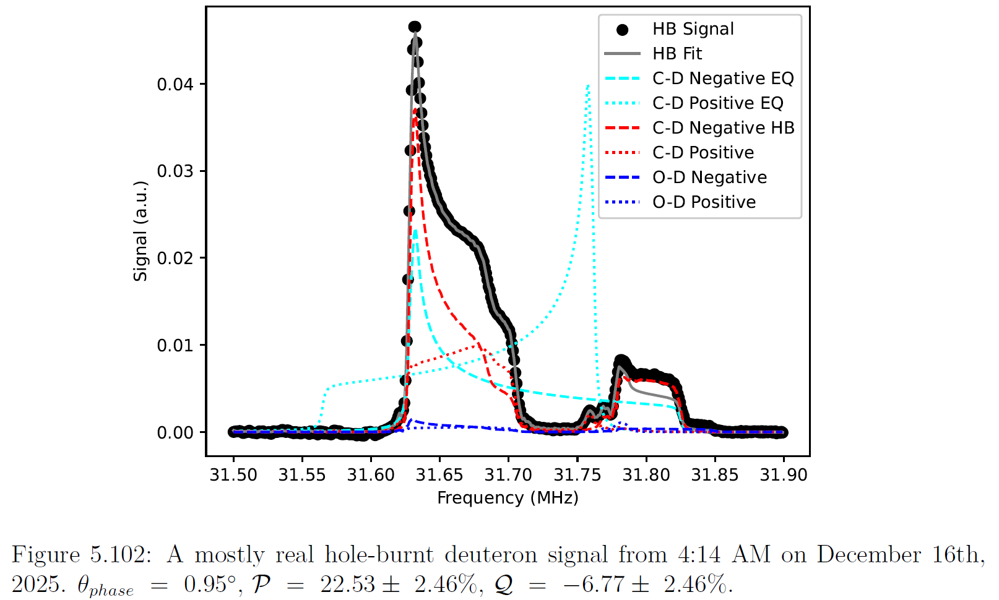 HB Signal
HB Fit
C-D Negative EQ
C-D Positive EQ
C-D Negative HB
C-D Positive
O-D Negative
O-D Positive
0.04
0.03
0.02
0.01
0.00
Signal (a.u.)
31.50 31.55 31.60 31.65 31.70 31.75 31.80 31.85 31.90
Frequency (MHz)
Figure 5.102: A mostly real hole-burnt deuteron signal from 4:14 AM on December 16th,
2025. θphase = 0.95°, 𝒫 = 22.53 ± 2.46%, 𝒬 = −6.77 ± 2.46%.